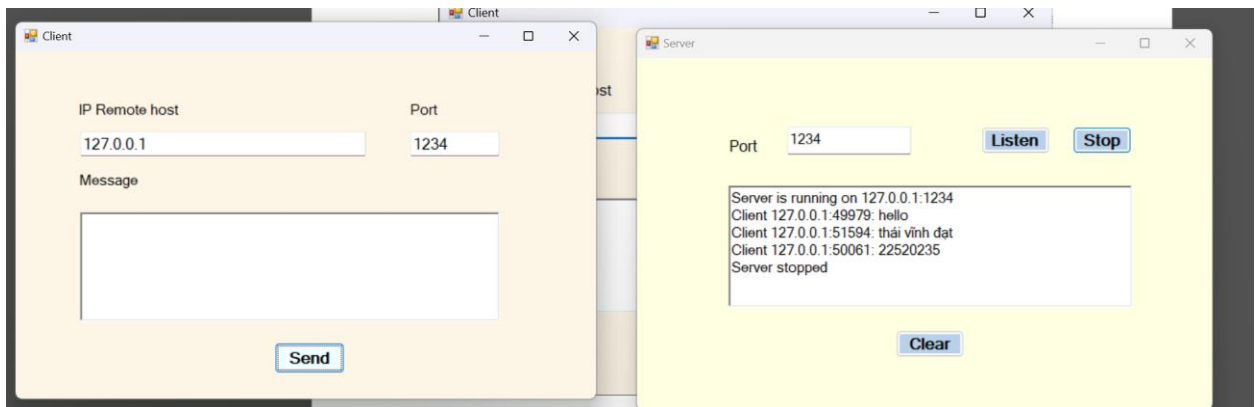 Client
Client
IP Remote host
Port
127.0.0.1
1234
Message
Send
Server
Port
1234
Listen
Stop
Server is running on 127.0.0.1:1234
Client 127.0.0.1:49979: hello
Client 127.0.0.1:51594: thái vĩnh đạt
Client 127.0.0.1:50061: 22520235
Server stopped
Clear